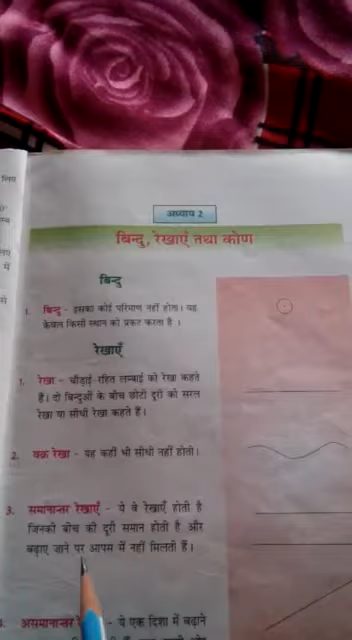 अध्याय 2
बिन्दु, रेखाएँ तथा कोण
बिन्दु
1. बिन्दु - इसका कोई परिमाण नहीं होता। यह
केवल किसी स्थान को प्रकट करता है ।
रेखाएँ
1. रेखा - चौड़ाई-रहित लम्बाई को रेखा कहते
हैं। दो बिन्दुओं के बीच छोटी दूरी को सरल
रेखा या सीधी रेखा कहते हैं।
2. वक्र रेखा - यह कहीं भी सीधी नहीं होती।
3. समानान्तर रेखाएँ - ये वे रेखाएँ होती है
जिनकी बीच की दूरी समान होती है और
बढ़ाए जाने पर आपस में नहीं मिलती हैं।
असमानान्तर - ये एक दिशा में बढ़ाने